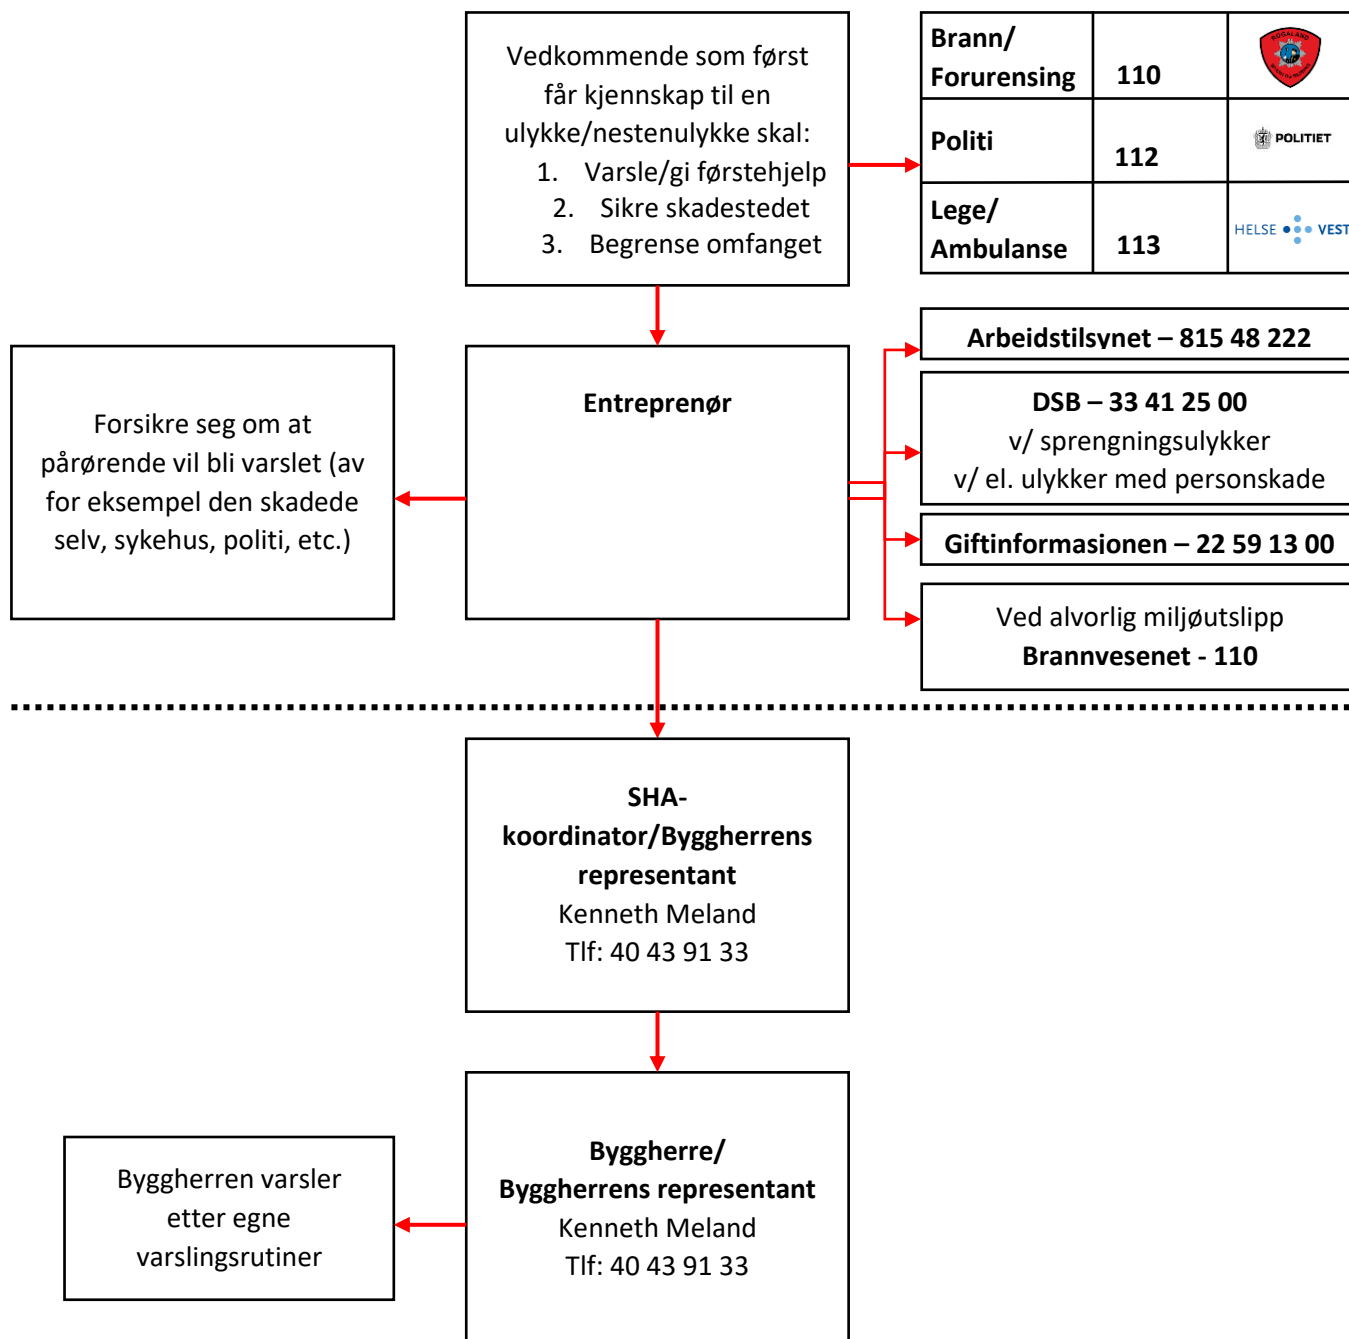 Vedkommende som først
får kjennskap til en
ulykke/nestenulykke skal:
1. Varsle/gi førstehjelp
2. Sikre skadestedet
3. Begrense omfanget
Brann/
Forurensing 110
ROGALAND
Politi 112 POLITIET
Lege/
Ambulanse 113 HELSE VEST
Arbeidstilsynet – 815 48 222
DSB – 33 41 25 00
v/ sprengningsulykker
v/ el. ulykker med personskade
Giftinformasjonen – 22 59 13 00
Ved alvorlig miljøutslipp
Brannvesenet - 110
Entreprenør
Forsikre seg om at
pårørende vil bli varslet (av
for eksempel den skadede
selv, sykehus, politi, etc.)
SHA-
koordinator/Byggherrens
representant
Kenneth Meland
Tlf: 40 43 91 33
Byggherre/
Byggherrens representant
Kenneth Meland
Tlf: 40 43 91 33
Byggherren varsler
etter egne
varslingsrutiner